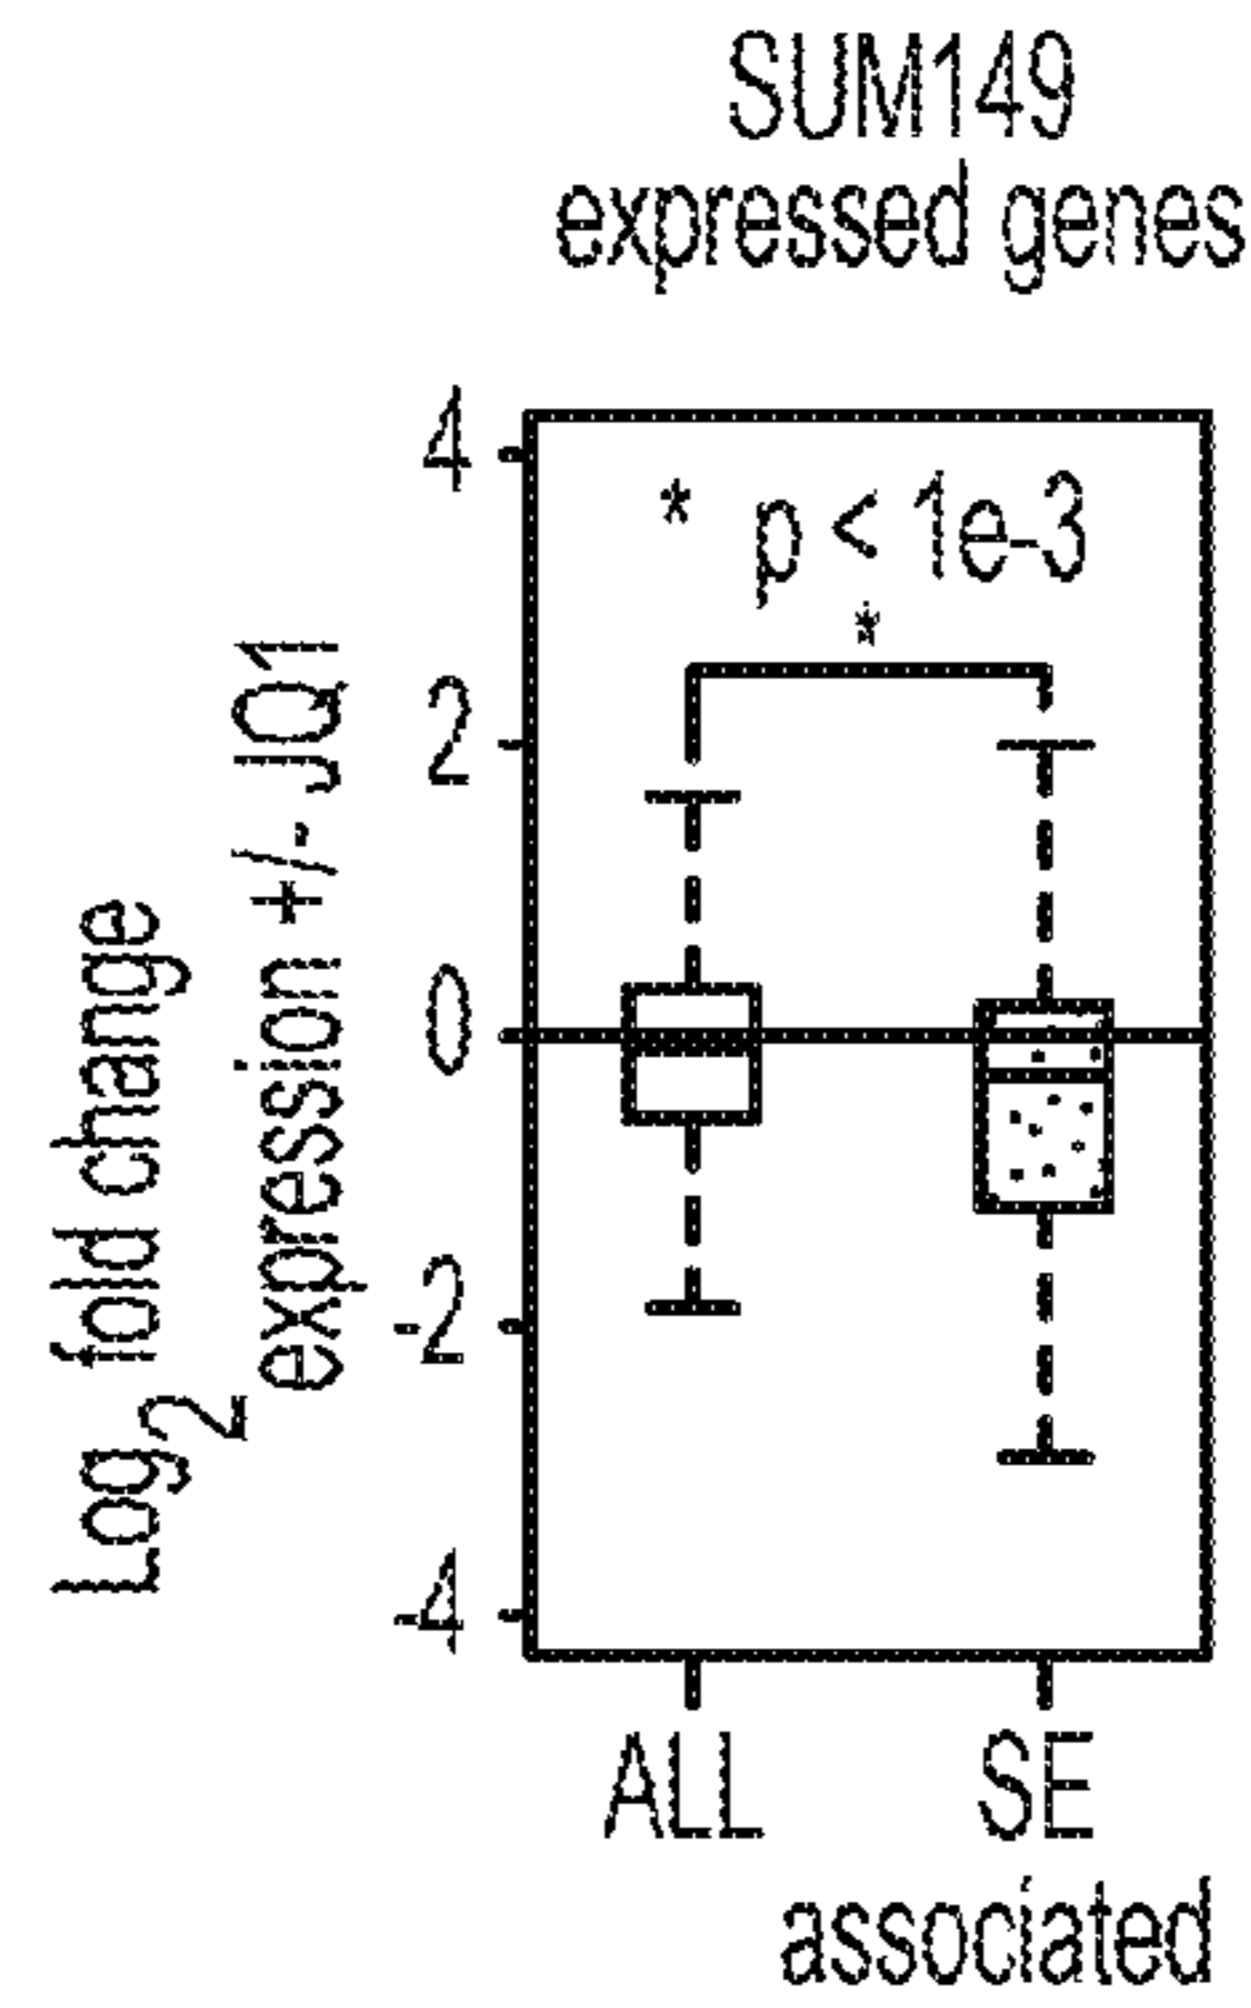 SUM149
expressed genes
Log2 fold change
expression +/- JQ1
4
2
0
-2
-4
* p < 1e-3
*
ALL
SE
associated